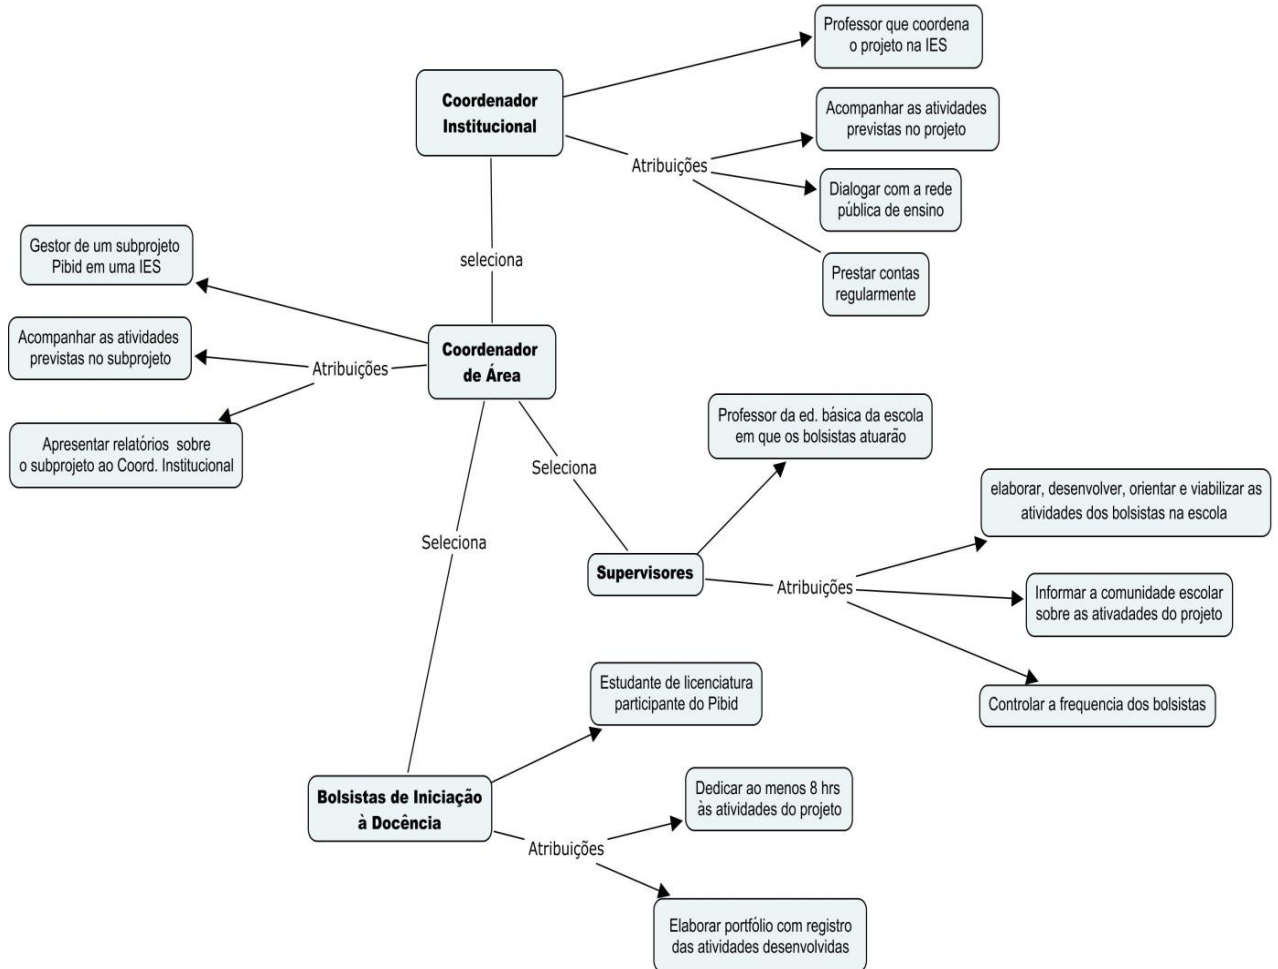 Professor que coordena
o projeto na IES
Coordenador
Institucional
Acompanhar as atividades
previstas no projeto
Atribuições
Dialogar com a rede
pública de ensino
Prestar contas
regularmente
seleciona
Gestor de um subprojeto
Pibid em uma IES
Acompanhar as atividades
previstas no subprojeto
Atribuições
Coordenador
de Área
Apresentar relatórios sobre
o subprojeto ao Coord. Institucional
Seleciona
Professor da ed. básica da escola
em que os bolsistas atuarão
Seleciona
Supervisores
Atribuições
elaborar, desenvolver, orientar e viabilizar as
atividades dos bolsistas na escola
Informar a comunidade escolar
sobre as ativadades do projeto
Controlar a frequencia dos bolsistas
Estudante de licenciatura
participante do Pibid
Bolsistas de Iniciação
à Docência
Dedicar ao menos 8 hrs
às atividades do projeto
Atribuições
Elaborar portfólio com registro
das atividades desenvolvidas